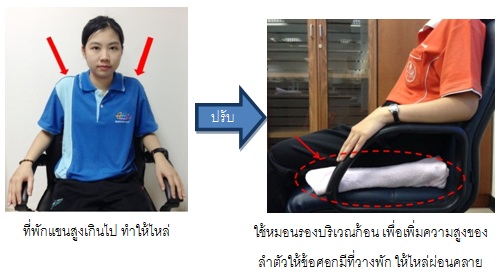 ปรับ
ที่พักแขนสูงเกินไป ทำให้ไหล่
ใช้หมอนรองบริเวณก้อน เพื่อเพิ่มความสูงของ
ลำตัวให้ข้อศอกมีที่วางพัก ให้ไหล่ผ่อนคลาย